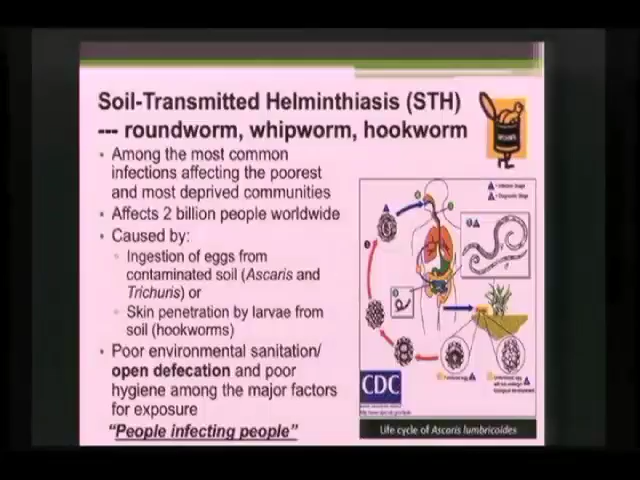 Soil-Transmitted Helminthiasis (STH)
--- roundworm, whipworm, hookworm
• Among the most common
infections affecting the poorest
and most deprived communities
• Affects 2 billion people worldwide
• Caused by:
Ingestion of eggs from
contaminated soil (Ascaris and
Trichuris) or
Skin penetration by larvae from
soil (hookworms)
• Poor environmental sanitation/
open defecation and poor
hygiene among the major factors
for exposure
“People infecting people”
CDC
Life cycle of Ascaris lumbricoides